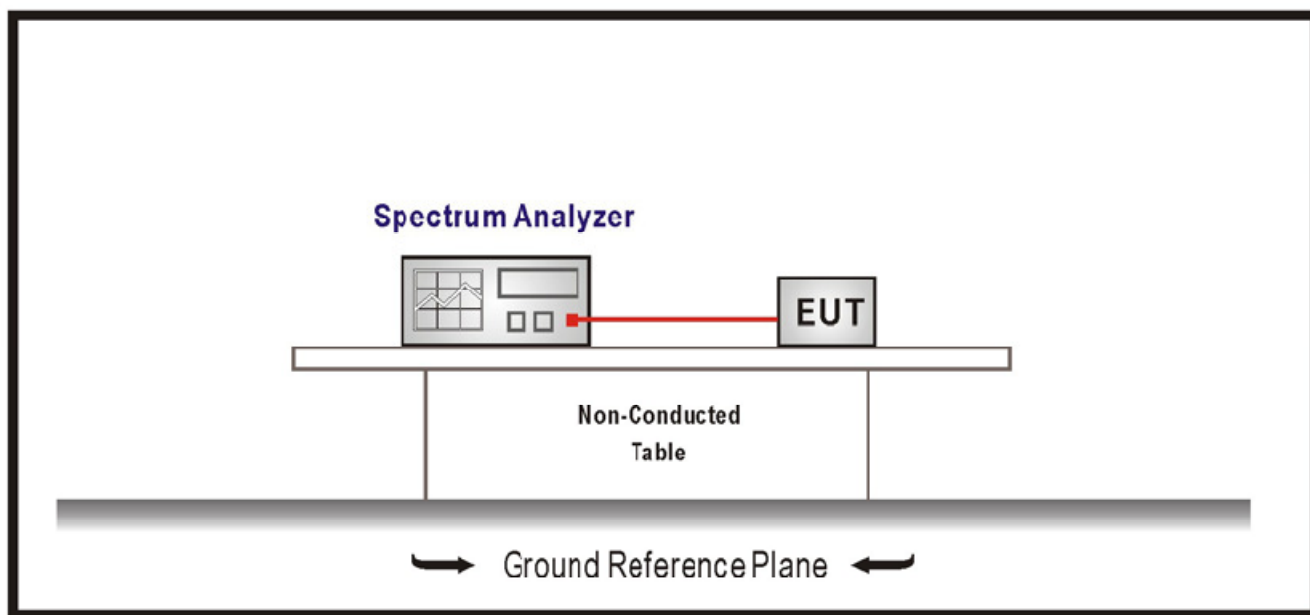 Spectrum Analyzer
EUT
Non-Conducted
Table
Ground Reference Plane